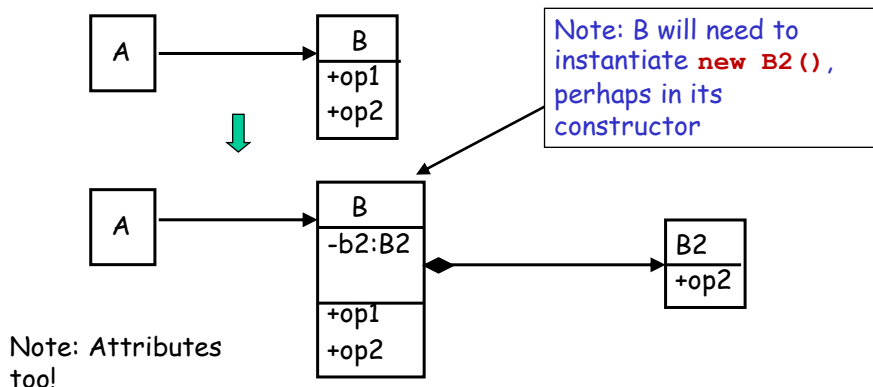 A
B
+op1
+op2
Note: B will need to
instantiate new B2(),
perhaps in its
constructor
A
B
-b2:B2
+op1
+op2
B2
+op2
Note: Attributes
too!